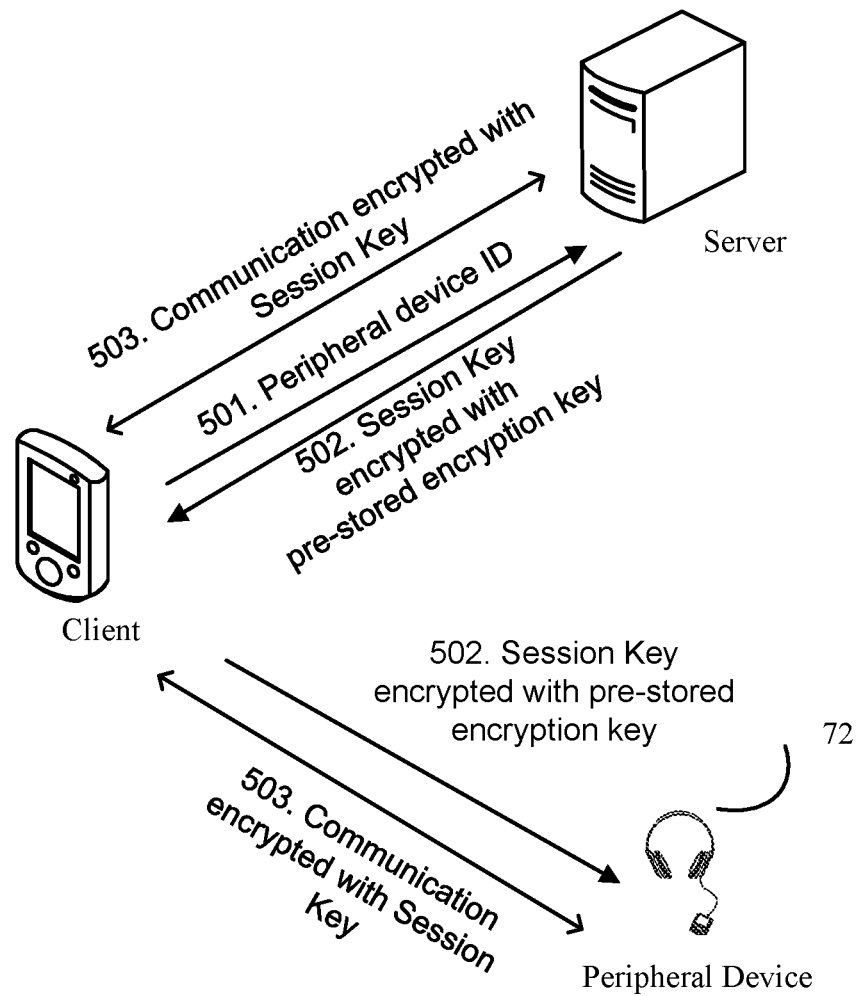 Server
503. Communication encrypted with
Session Key
501. Peripheral device ID
502. Session Key
encrypted with
pre-stored encryption key
Client
502. Session Key
encrypted with pre-stored
encryption key
72
503. Communication
encrypted with Session
Key
Peripheral Device